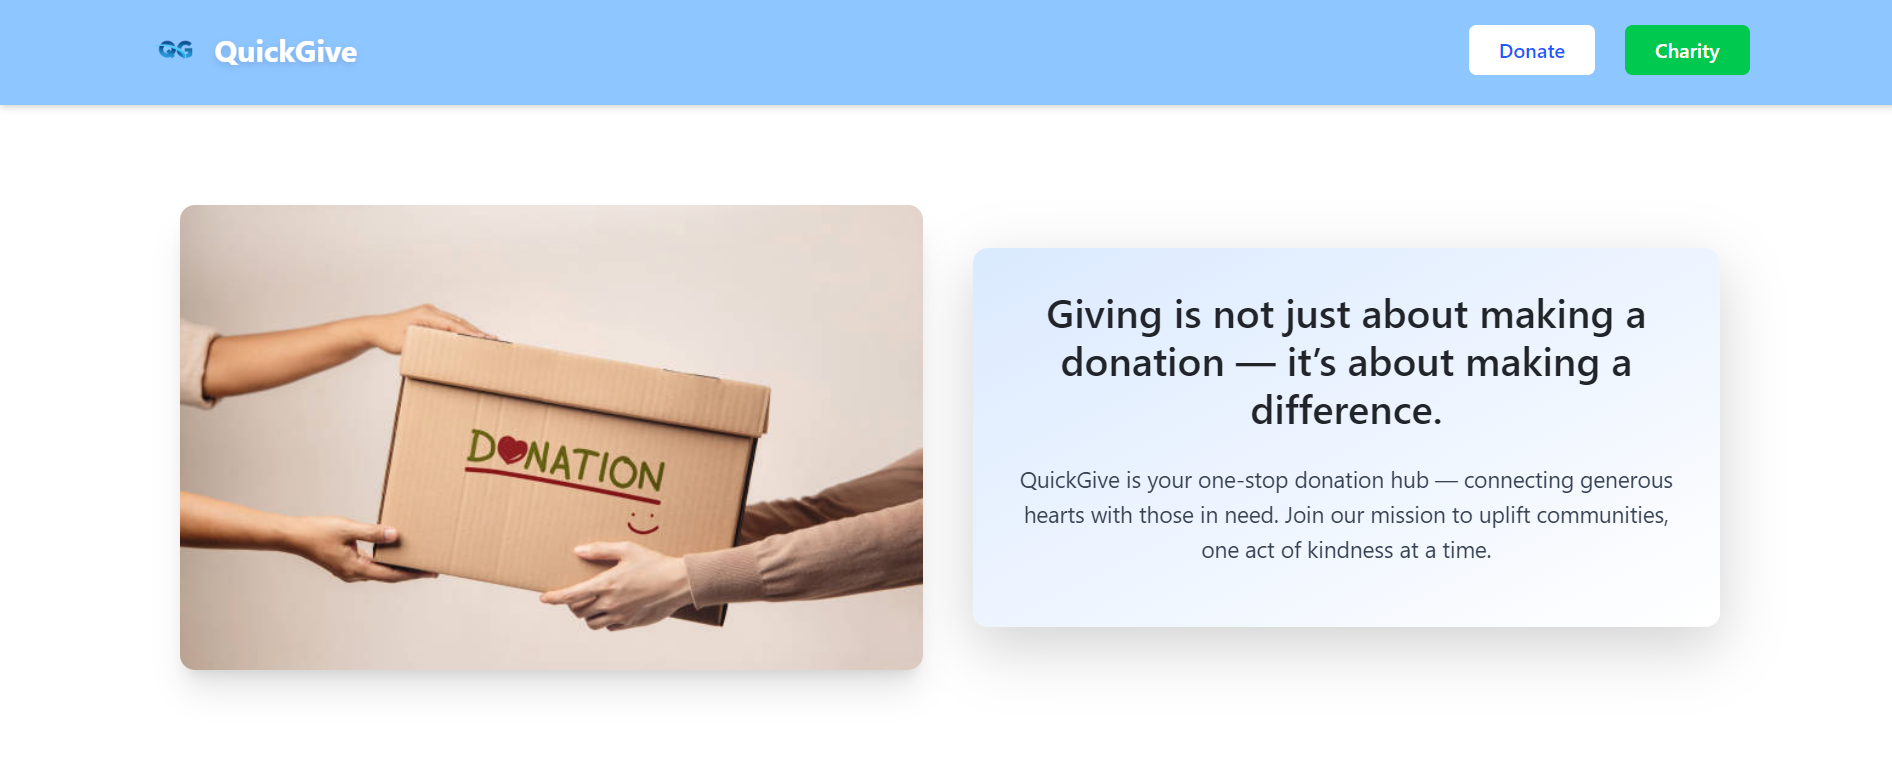 QG QuickGive
Donate
Charity
DONATION
Giving is not just about making a
donation — it’s about making a
difference.
QuickGive is your one-stop donation hub — connecting generous
hearts with those in need. Join our mission to uplift communities,
one act of kindness at a time.